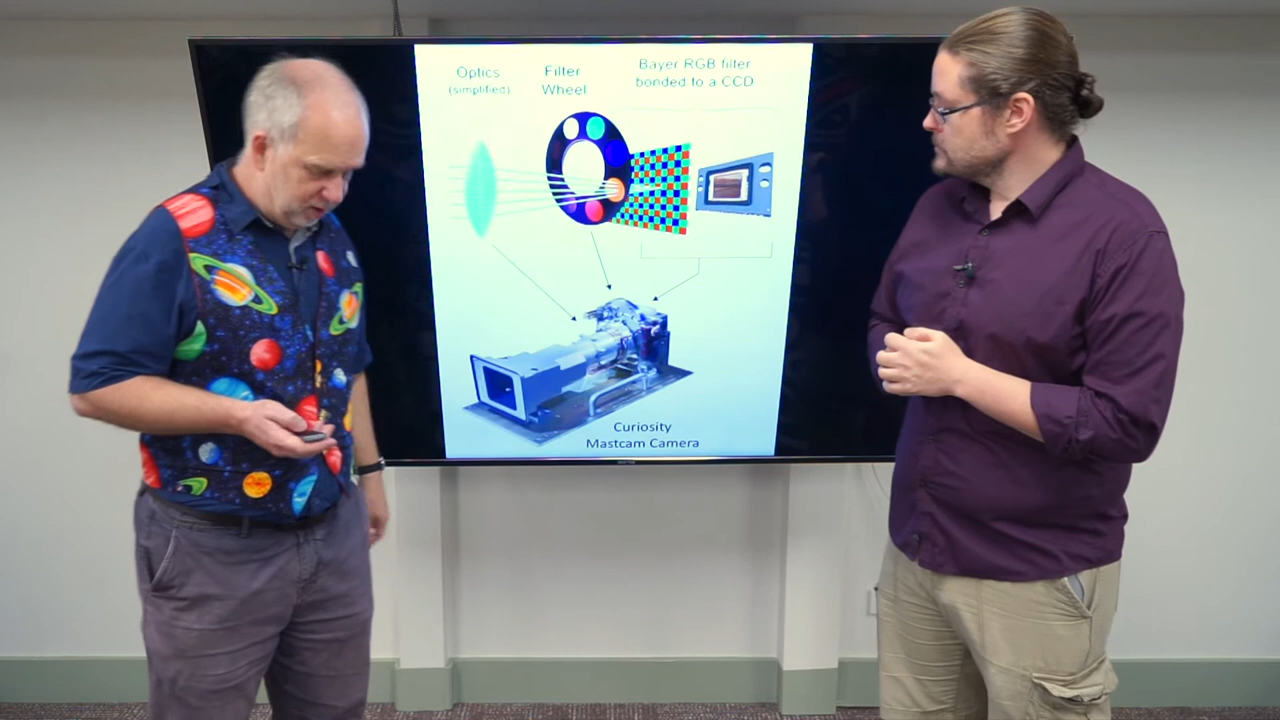 Optics
(simplified)
Filter
Wheel
Bayer RGB filter
bonded to a CCD
Curiosity
Mastcam Camera